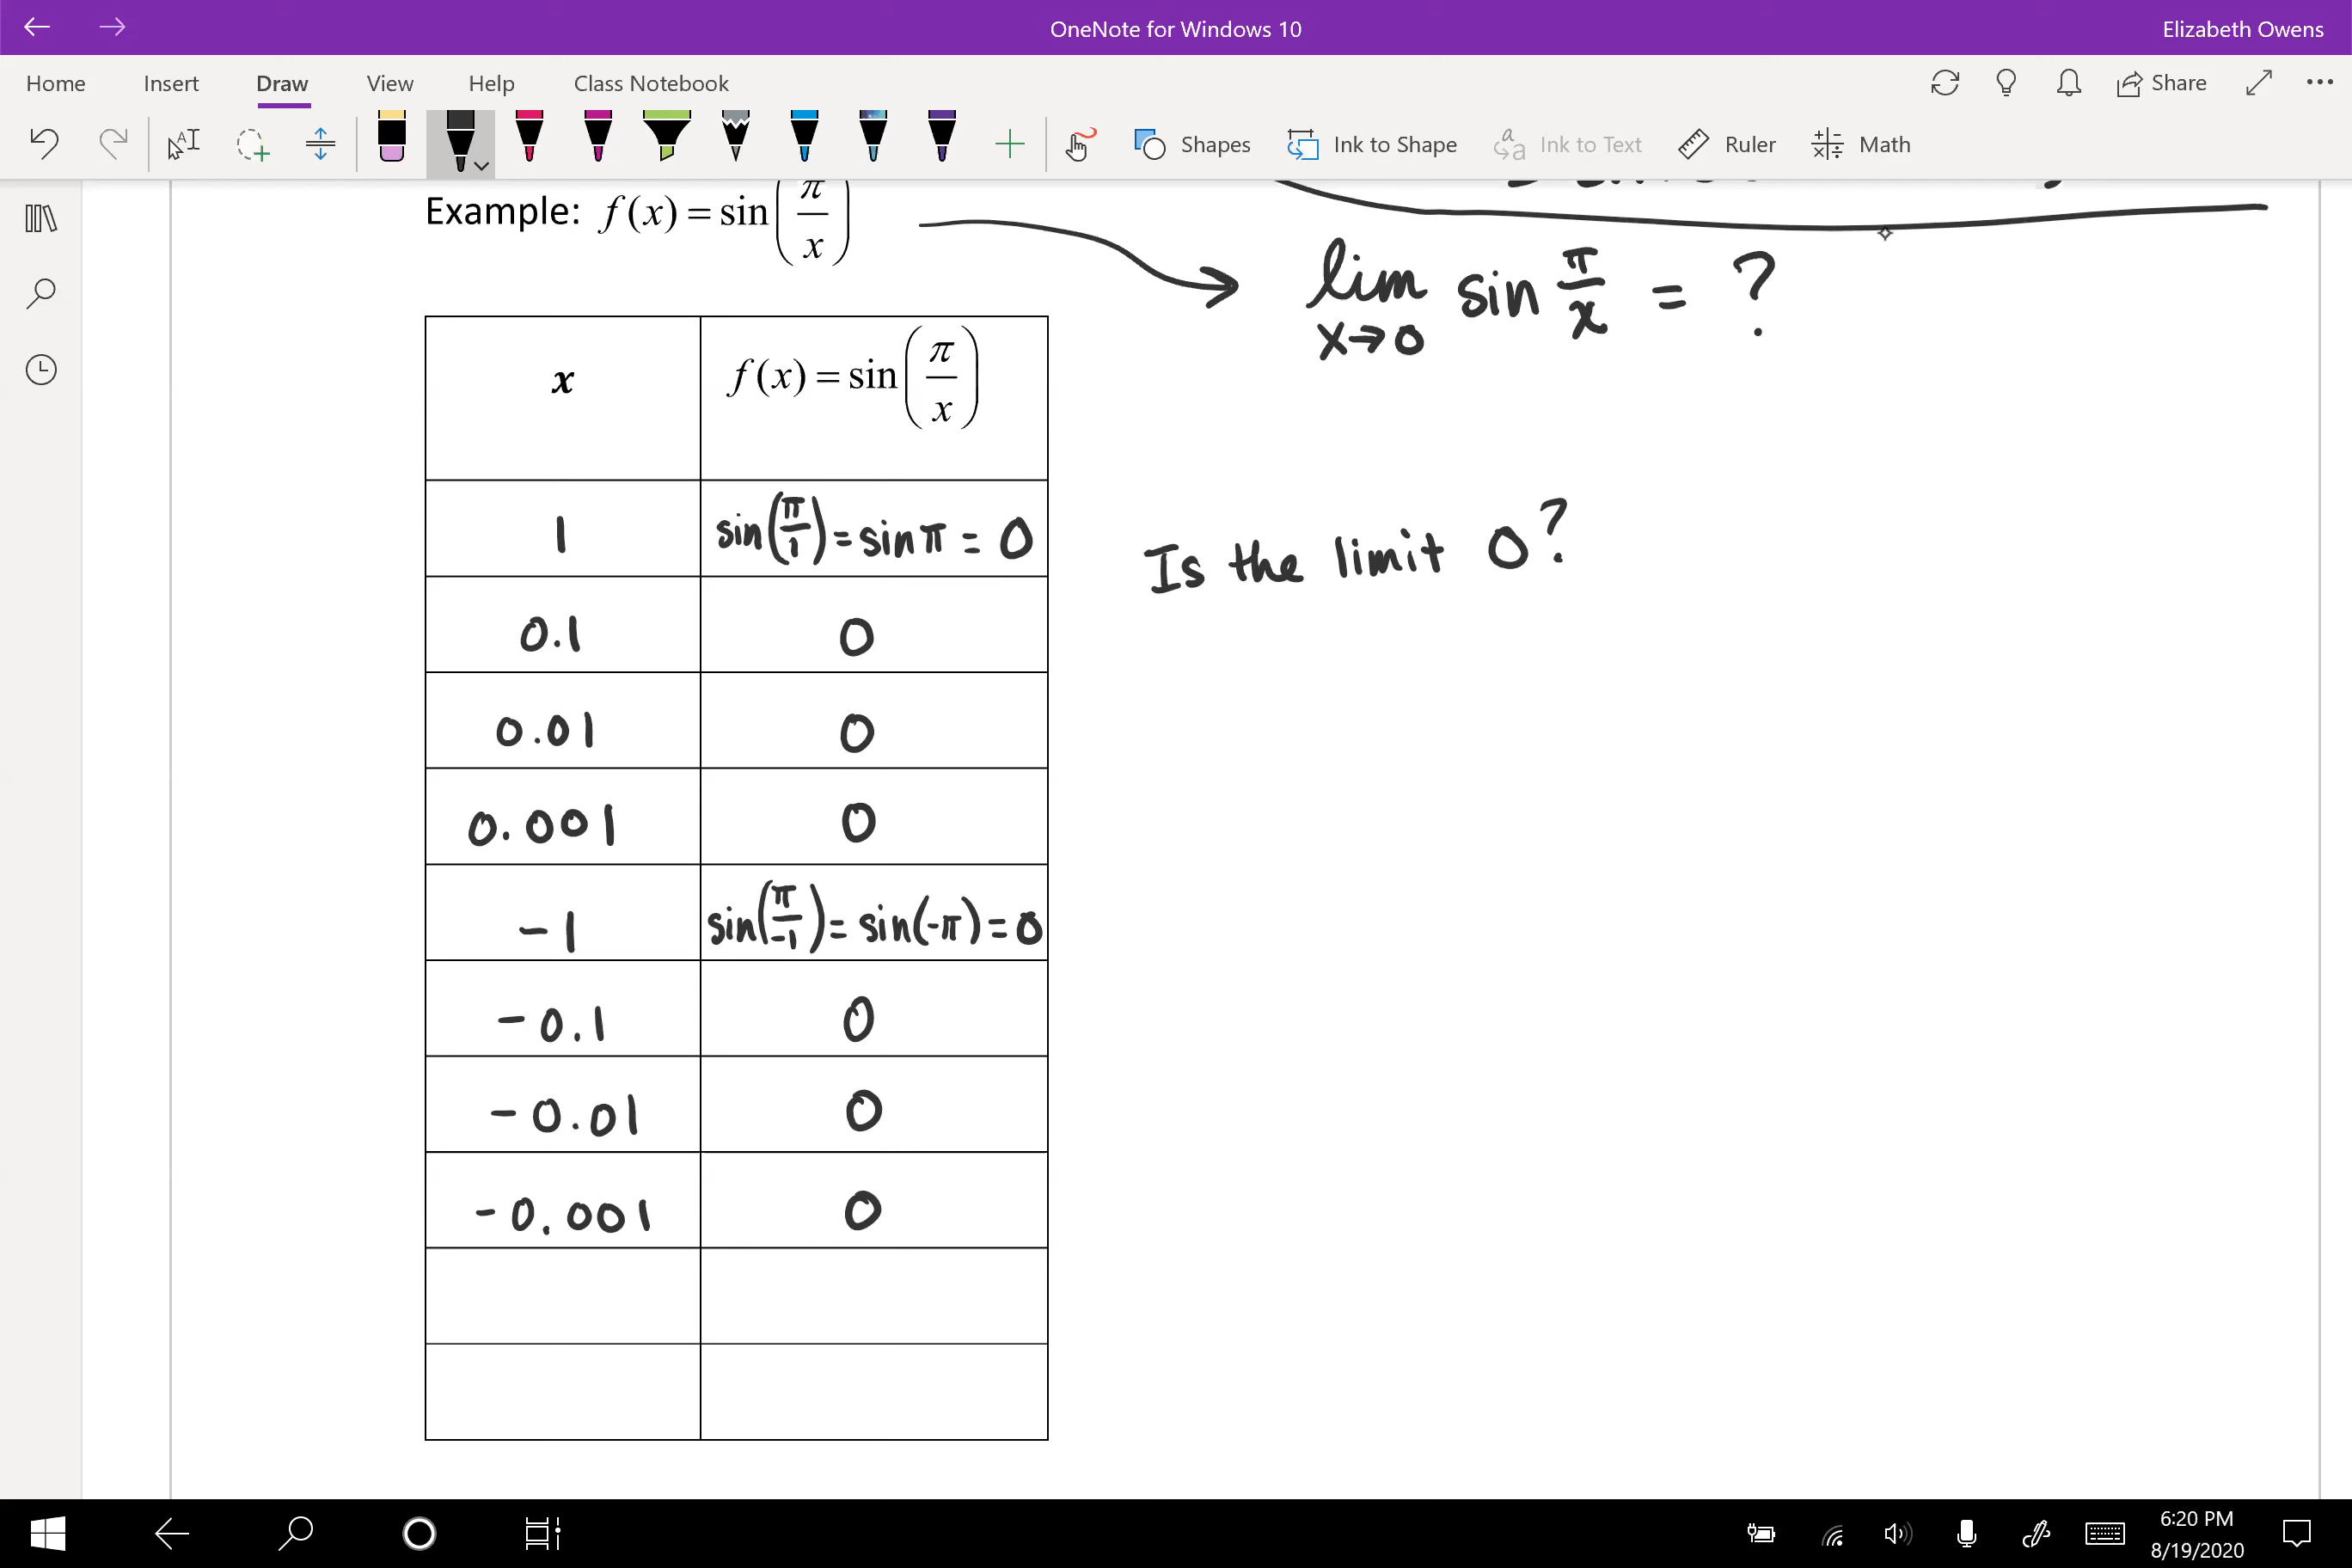 OneNote for Windows 10
Elizabeth Owens
Home Insert Draw View Help Class Notebook
Share
Shapes Ink to Shape Ink to Text Ruler Math
Example: f(x) = sin(π/x)
lim x→0 sin π/x = ?
x f(x) = sin(π/x)
1 sin(π/1) = sin π = 0
Is the limit 0?
0.1 0
0.01 0
0.001 0
-1 sin(π/-1) = sin(-π) = 0
-0.1 0
-0.01 0
-0.001 0
6:20 PM
8/19/2020